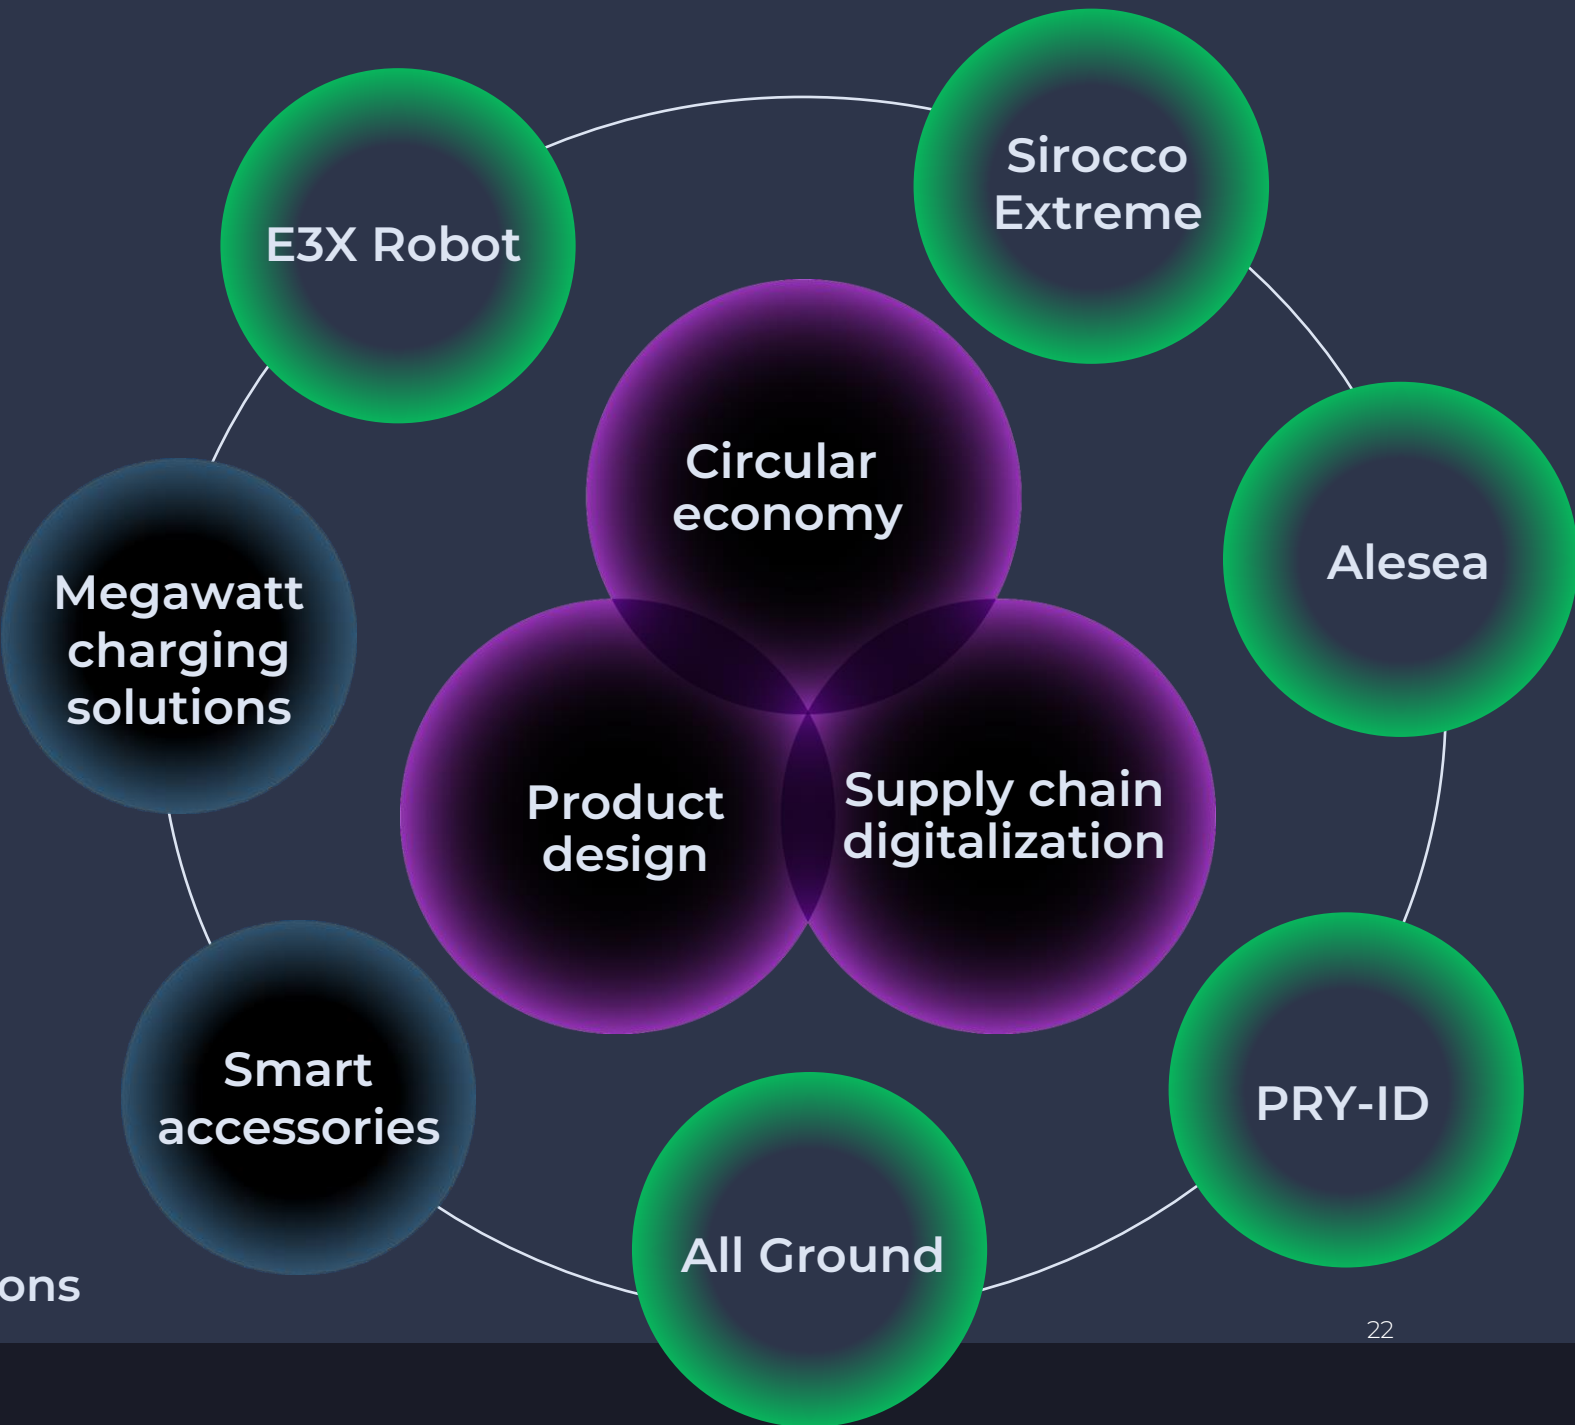 Sirocco
Extreme
E3X Robot
Circular
economy
Alesea
Megawatt
charging
solutions
Product
design
Supply chain
digitalization
Smart
accessories
PRY-ID
All Ground
ons
22